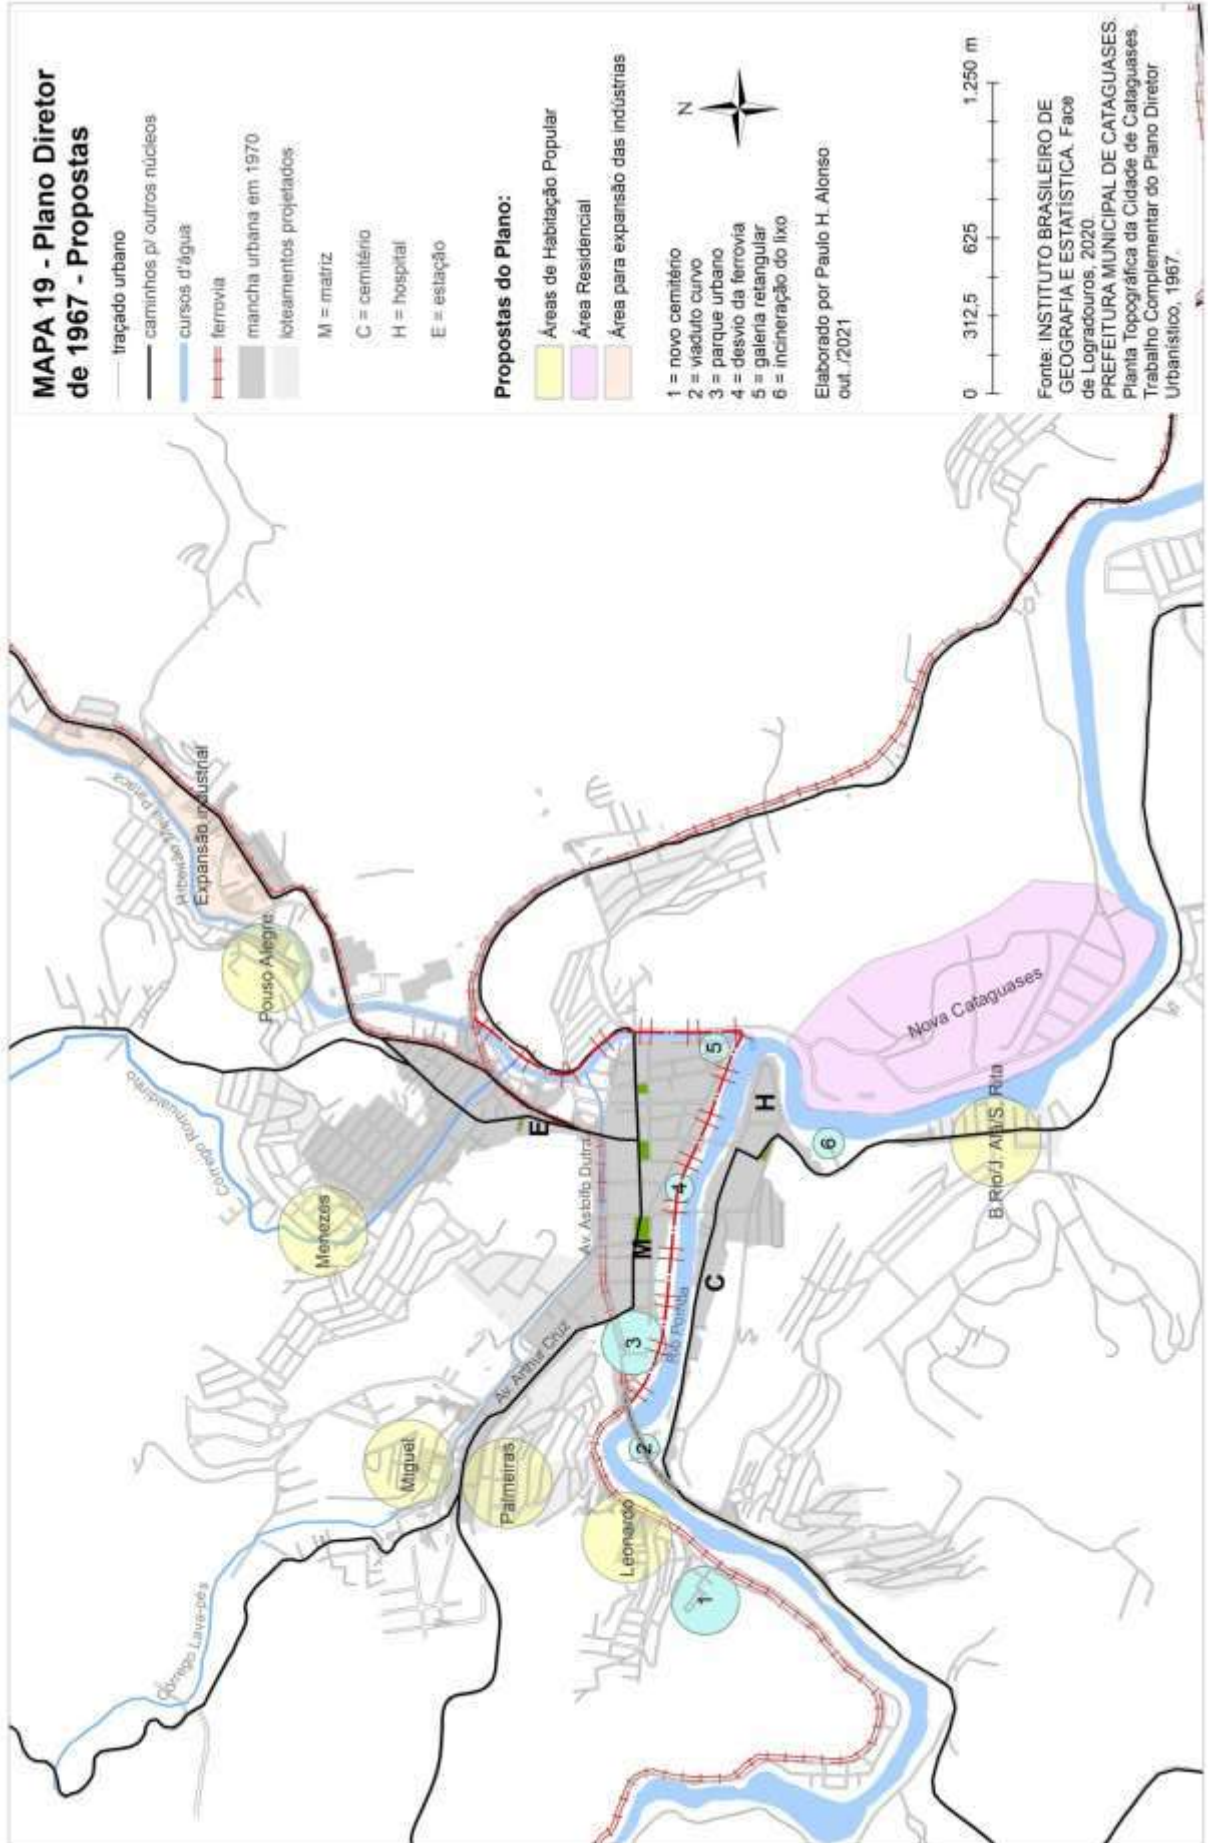 MAPA 19 - Plano Diretor
de 1967 - Propostas
traçado urbano
caminhos p/ outros núcleos
cursos d'água
ferrovia
mancha urbana em 1970
loteamentos projetados
M = matriz
C = cemitério
H = hospital
E = estação
Propostas do Plano:
Áreas de Habitação Popular
Área Residencial
Área para expansão das indústrias
1 = novo cemitério
2 = viaduto curvo
3 = parque urbano
4 = desvio da ferrovia
5 = galeria retangular
6 = incineração do lixo
N
Elaborado por Paulo H. Alonso
out../2021
0 312,5 625 1.250 m
Fonte: INSTITUTO BRASILEIRO DE
GEOGRAFIA E ESTATÍSTICA. Face
de Logradouros, 2020.
PREFEITURA MUNICIPAL DE CATAGUASES.
Planta Topográfica da Cidade de Cataguases.
Trabalho Complementar do Plano Diretor
Urbanístico, 1967.
Córrego Lava-pés
Miguel
Palmeiras
Leonardo
1
2
3
4
5
6
Menezes
Córrego Romualdinho
Pouso Alegre
Expansão industrial
Ribeirão Meia Pataca
Av. Arthur Cruz
Av. Astolfo Dutra
E
M
C
H
Rio Pomba
Nova Cataguases
B.Rio/J. Alá/S. Rita